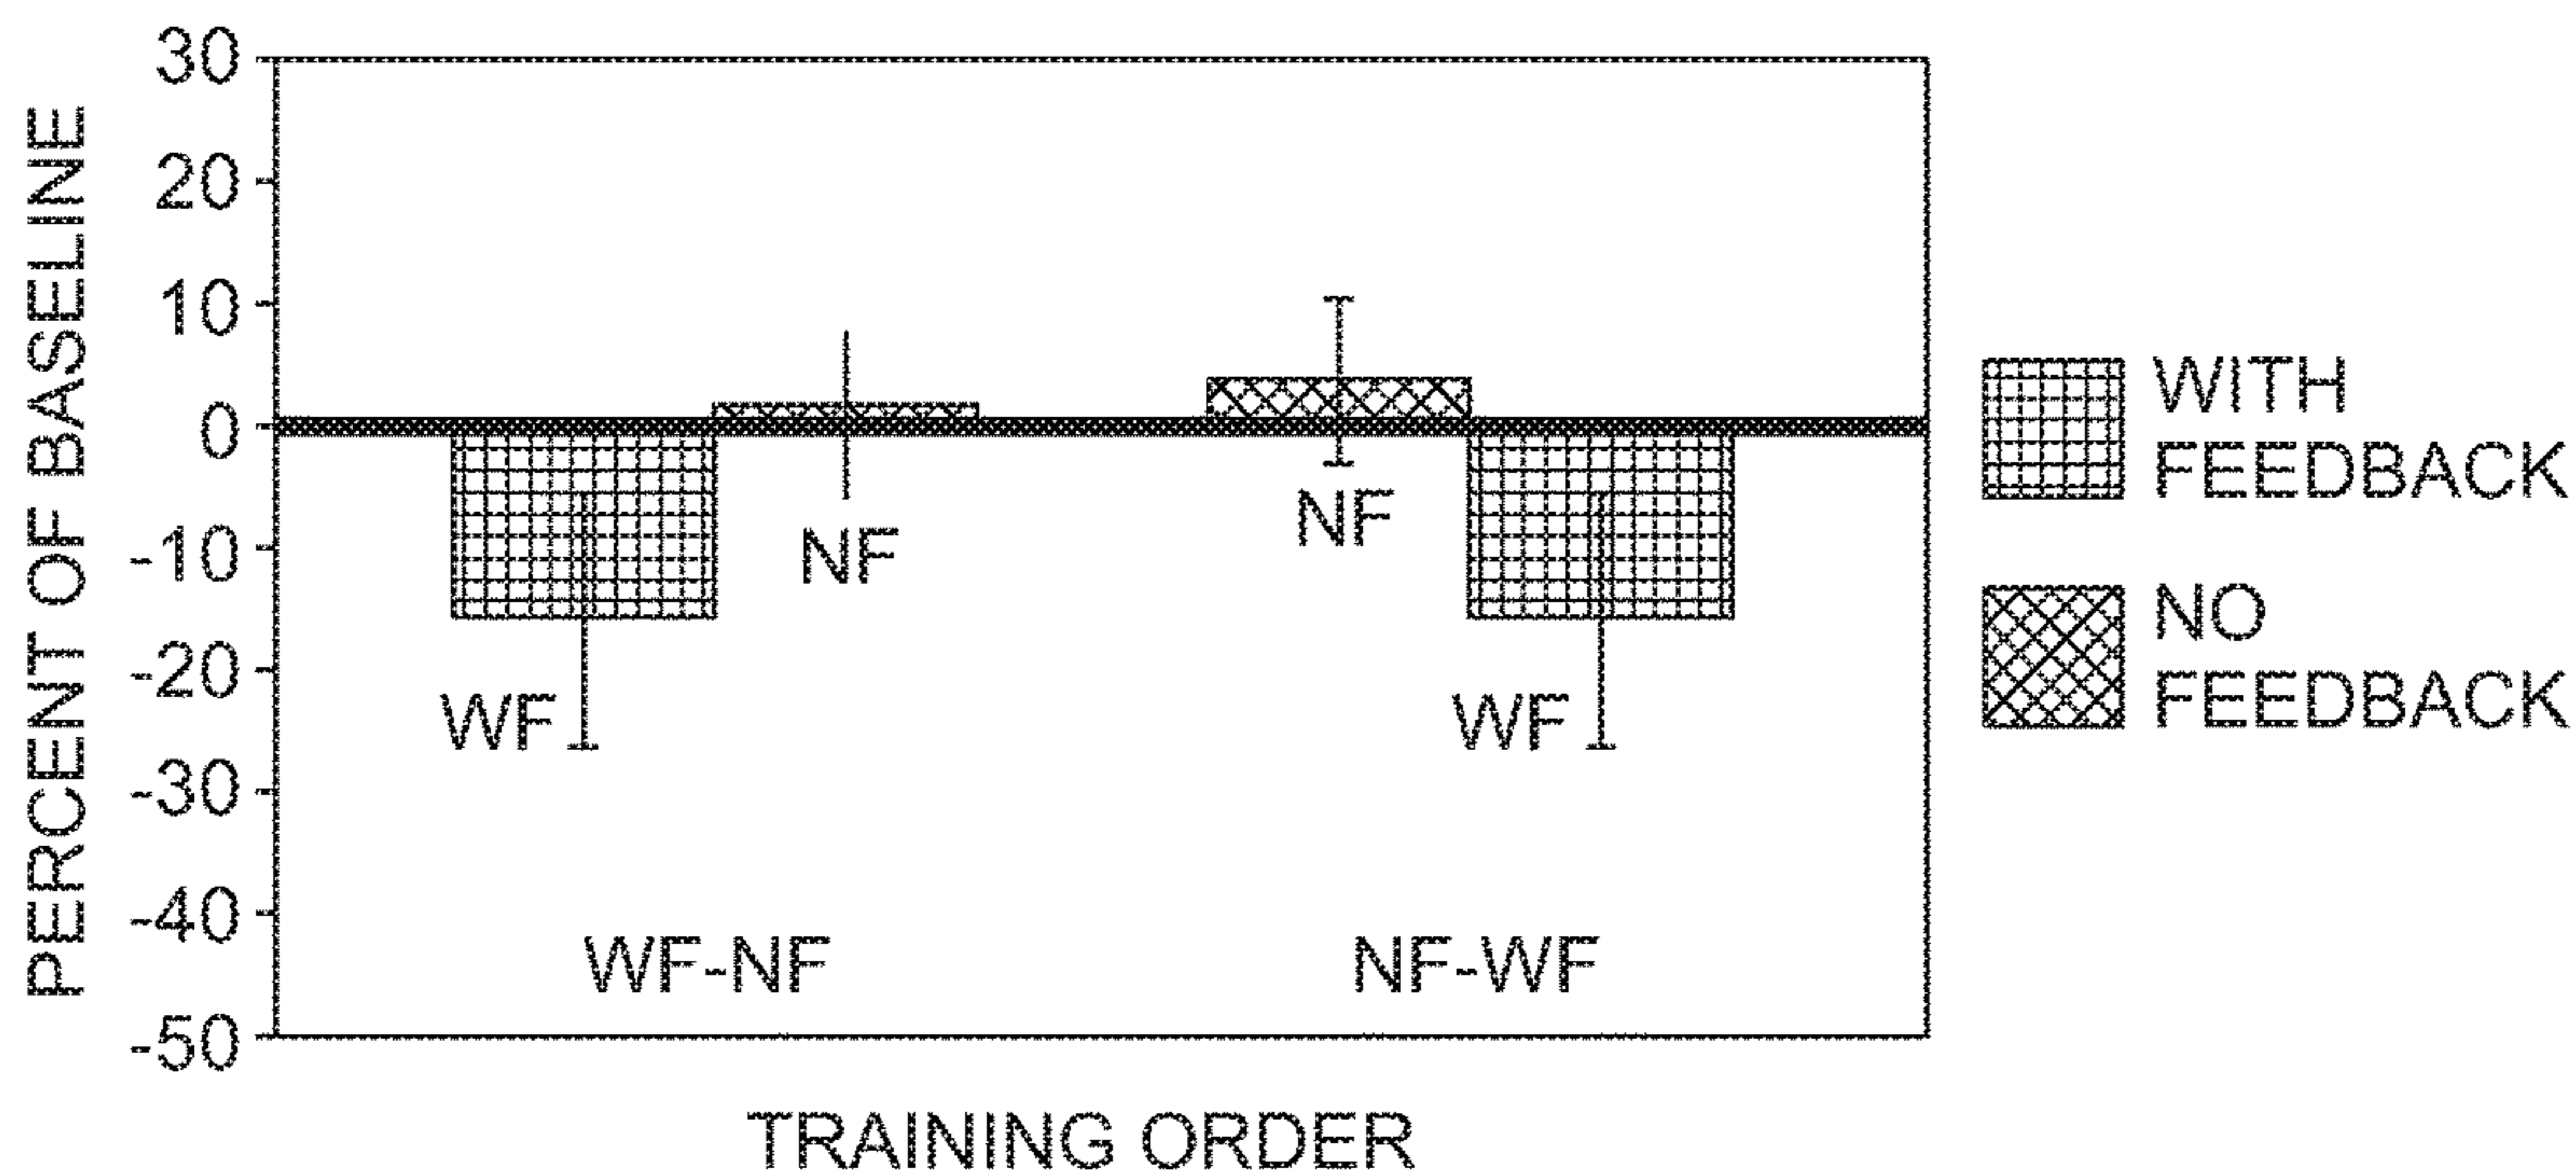 PERCENT OF BASELINE
30
20
10
0
-10
-20
-30
-40
-50
NF
NF
WF
WF
WF-NF
NF-WF
TRAINING ORDER
WITH
FEEDBACK
NO
FEEDBACK